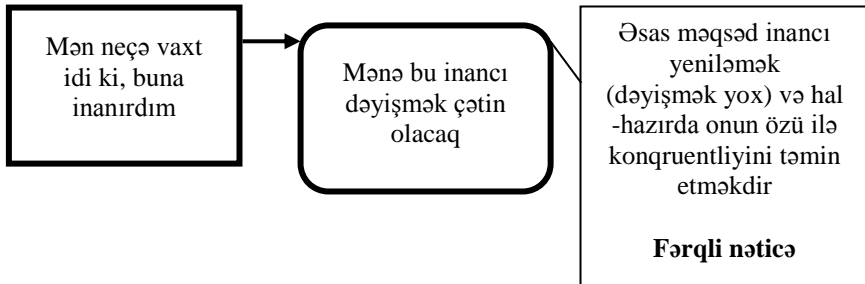 Mən neçə vaxt
idi ki, buna
inanırdım
Mənə bu inancı
dəyişmək çətin
olacaq
Əsas məqsəd inancı
yeniləmək
(dəyişmək yox) və hal
-hazırda onun özü ilə
konqruentliyini təmin
etməkdir
Fərqli nəticə